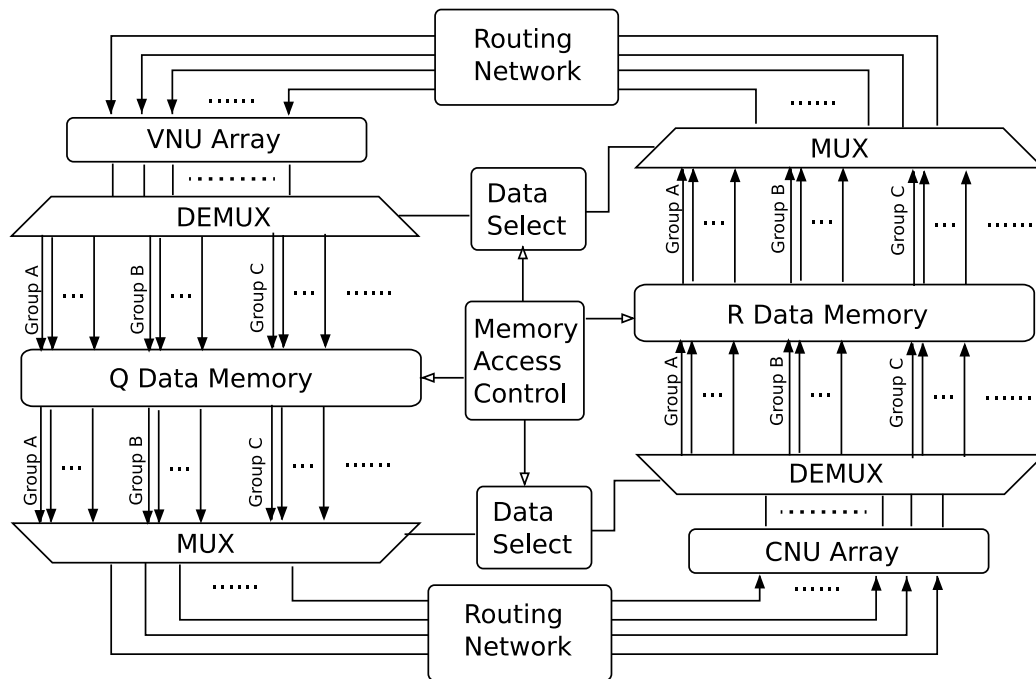 Routing
Network
VNU Array
DEMUX
Group A
Group B
Group C
Q Data Memory
Group A
Group B
Group C
MUX
Data
Select
Memory
Access
Control
Data
Select
MUX
Group A
Group B
Group C
R Data Memory
Group A
Group B
Group C
DEMUX
CNU Array
Routing
Network